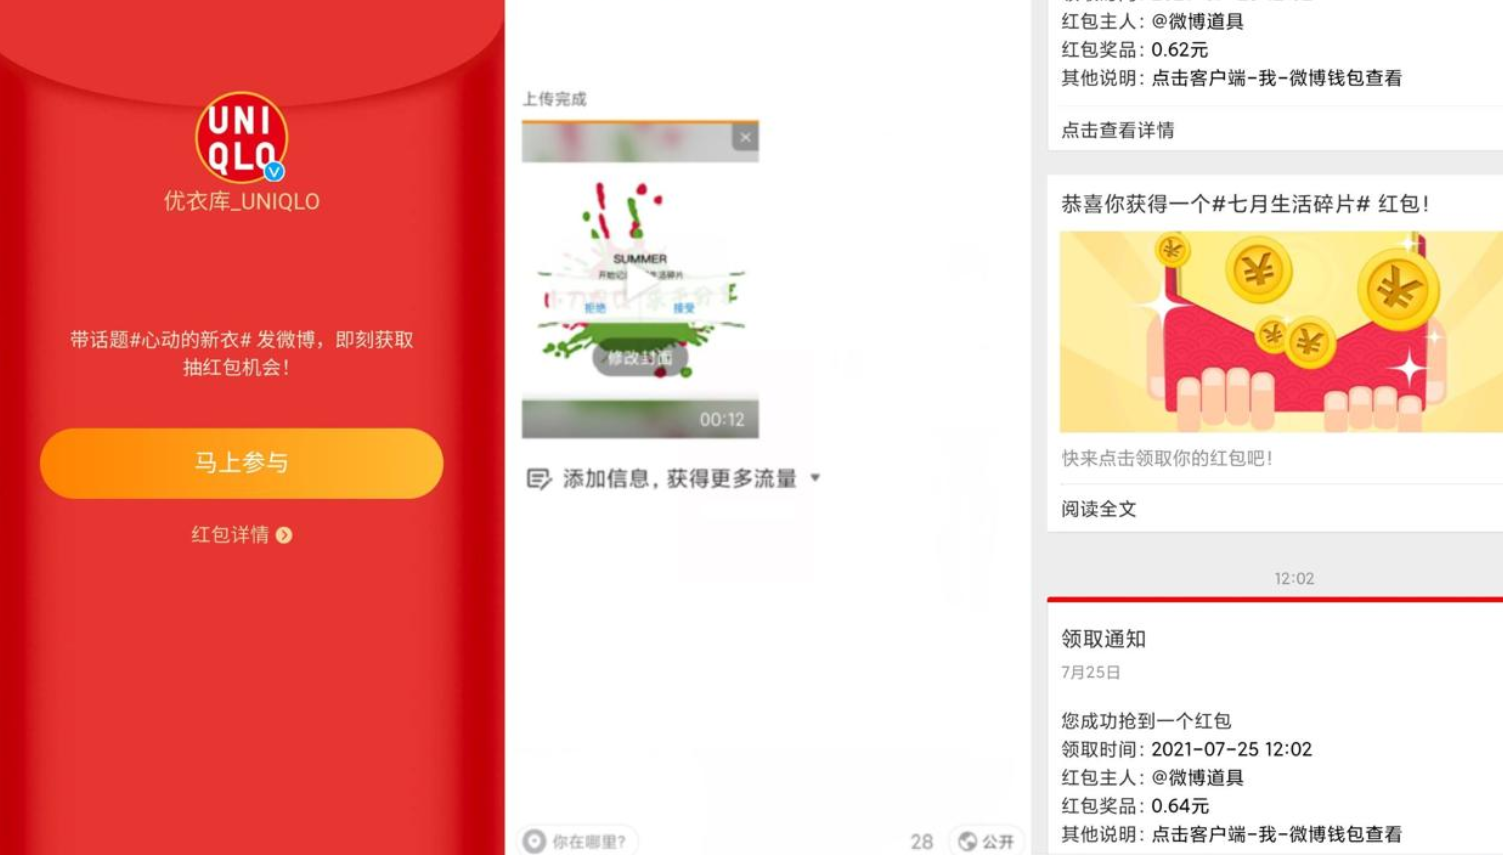 UNI
QLO
优衣库_UNIQLO
带话题#心动的新衣# 发微博，即刻获取
抽红包机会！
马上参与
红包详情
上传完成
SUMMER
拒绝
接受
修改封面
00:12
添加信息，获得更多流量
你在哪里？
28
公开
红包主人：@微博道具
红包奖品：0.62元
其他说明：点击客户端-我-微博钱包查看
点击查看详情
恭喜你获得一个#七月生活碎片# 红包！
快来点击领取你的红包吧！
阅读全文
12:02
领取通知
7月25日
您成功抢到一个红包
领取时间：2021-07-25 12:02
红包主人：@微博道具
红包奖品：0.64元
其他说明：点击客户端-我-微博钱包查看